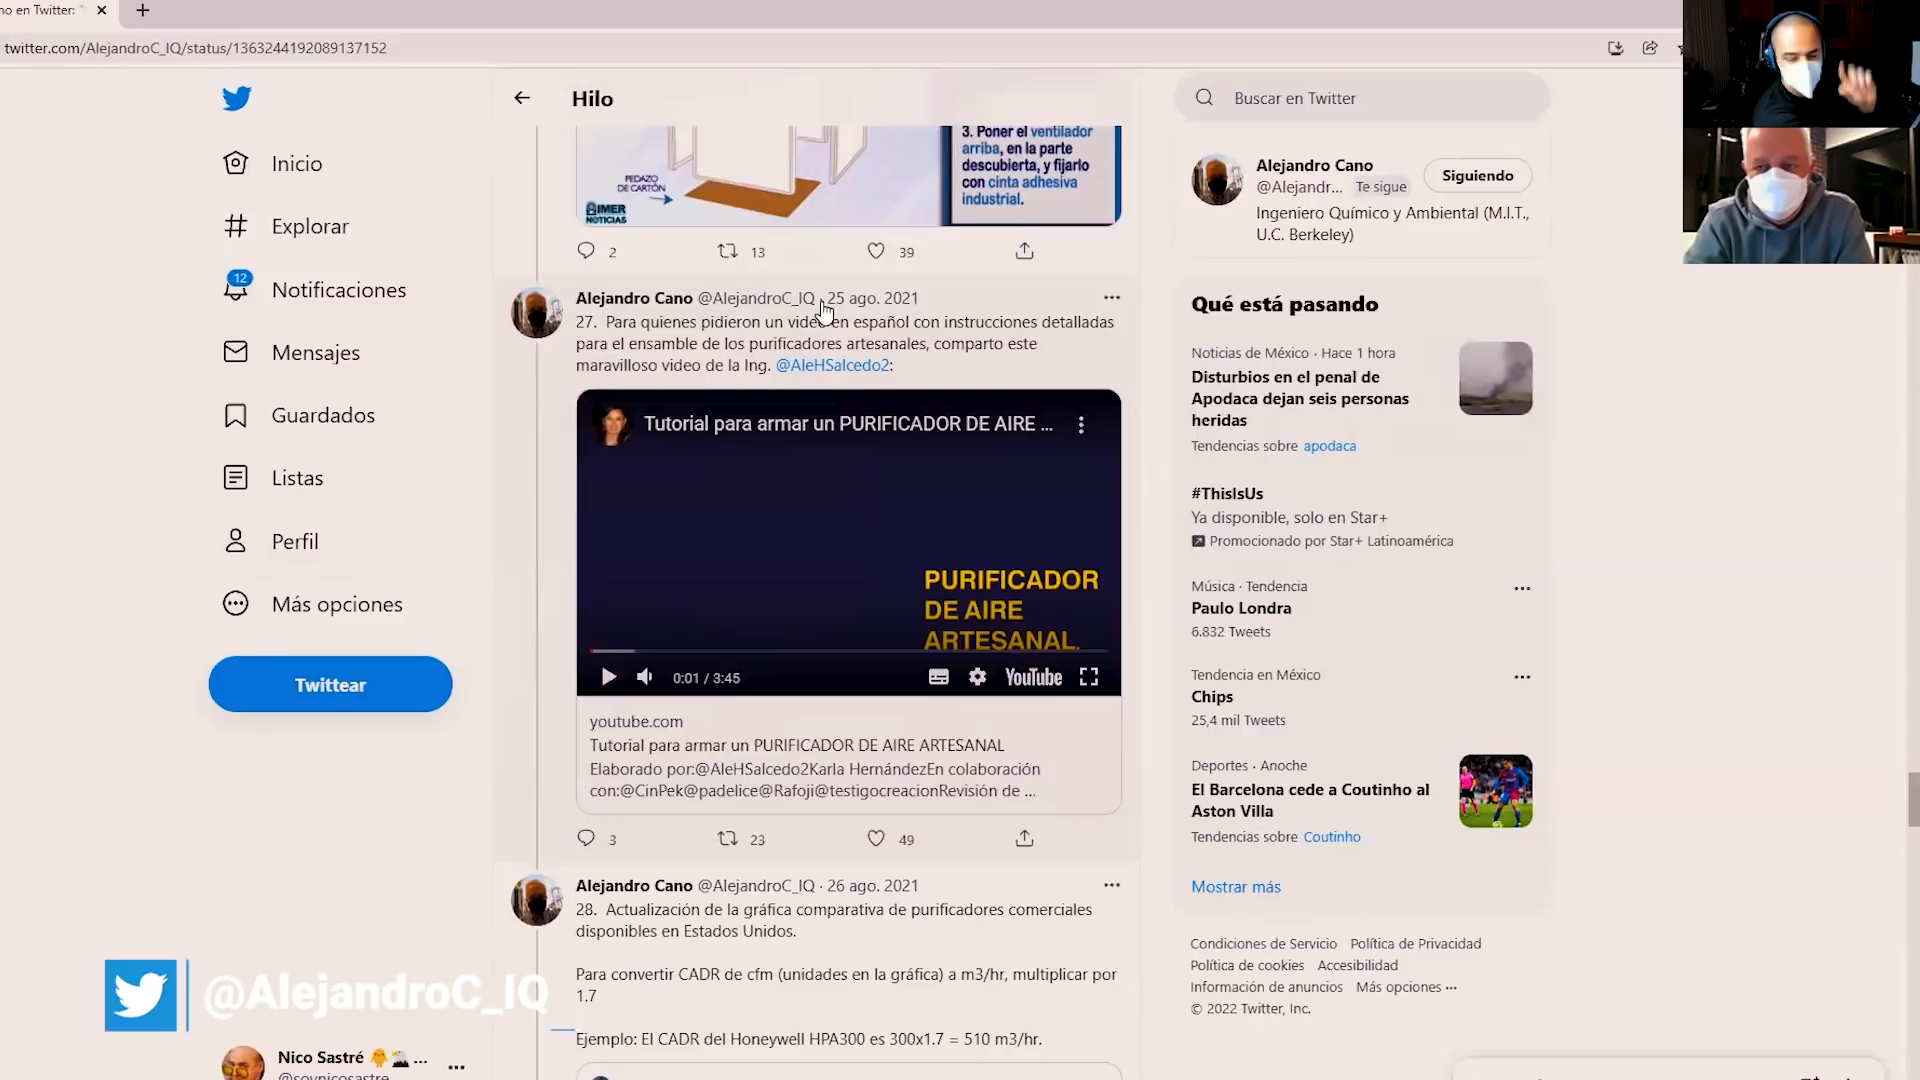 no en Twitter:
twitter.com/AlejandroC_IQ/status/1363244192089137152
Inicio
Explorar
12
Notificaciones
Mensajes
Guardados
Listas
Perfil
Más opciones
Twittear
@AlejandroC_IQ
Nico Sastré
@soynicosastre
Hilo
PEDAZO
DE CARTÓN
IMER
NOTICIAS
3. Poner el ventilador
arriba, en la parte
descubierta, y fijarlo
con cinta adhesiva
industrial.
2 13 39
Alejandro Cano @AlejandroC_IQ · 25 ago. 2021
27. Para quienes pidieron un video en español con instrucciones detalladas
para el ensamble de los purificadores artesanales, comparto este
maravilloso video de la Ing. @AleHSalcedo2:
Tutorial para armar un PURIFICADOR DE AIRE ...
PURIFICADOR
DE AIRE
ARTESANAL.
0:01 / 3:45
YouTube
youtube.com
Tutorial para armar un PURIFICADOR DE AIRE ARTESANAL
Elaborado por:@AleHSalcedo2Karla HernándezEn colaboración
con:@CinPek@padelice@Rafoji@testigocreacionRevisión de ...
3 23 49
Alejandro Cano @AlejandroC_IQ · 26 ago. 2021
28. Actualización de la gráfica comparativa de purificadores comerciales
disponibles en Estados Unidos.
Para convertir CADR de cfm (unidades en la gráfica) a m3/hr, multiplicar por
1.7
Ejemplo: El CADR del Honeywell HPA300 es 300x1.7 = 510 m3/hr.
Buscar en Twitter
Alejandro Cano
@Alejandr... Te sigue
Siguiendo
Ingeniero Químico y Ambiental (M.I.T.,
U.C. Berkeley)
Qué está pasando
Noticias de México · Hace 1 hora
Disturbios en el penal de
Apodaca dejan seis personas
heridas
Tendencias sobre apodaca
#ThisIsUs
Ya disponible, solo en Star+
Promocionado por Star+ Latinoamérica
Música · Tendencia
Paulo Londra
6.832 Tweets
Tendencia en México
Chips
25,4 mil Tweets
Deportes · Anoche
El Barcelona cede a Coutinho al
Aston Villa
Tendencias sobre Coutinho
Mostrar más
Condiciones de Servicio Política de Privacidad
Política de cookies Accesibilidad
Información de anuncios Más opciones ···
© 2022 Twitter, Inc.